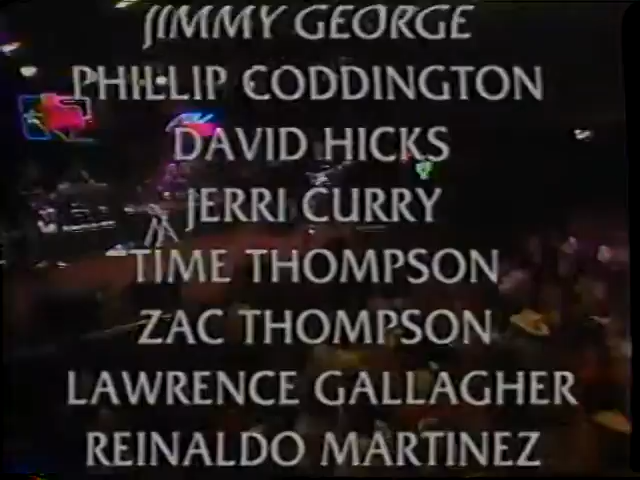 JIMMY GEORGE
PHILLIP CODDINGTON
DAVID HICKS
JERRI CURRY
TIME THOMPSON
ZAC THOMPSON
LAWRENCE GALLAGHER
REINALDO MARTINEZ